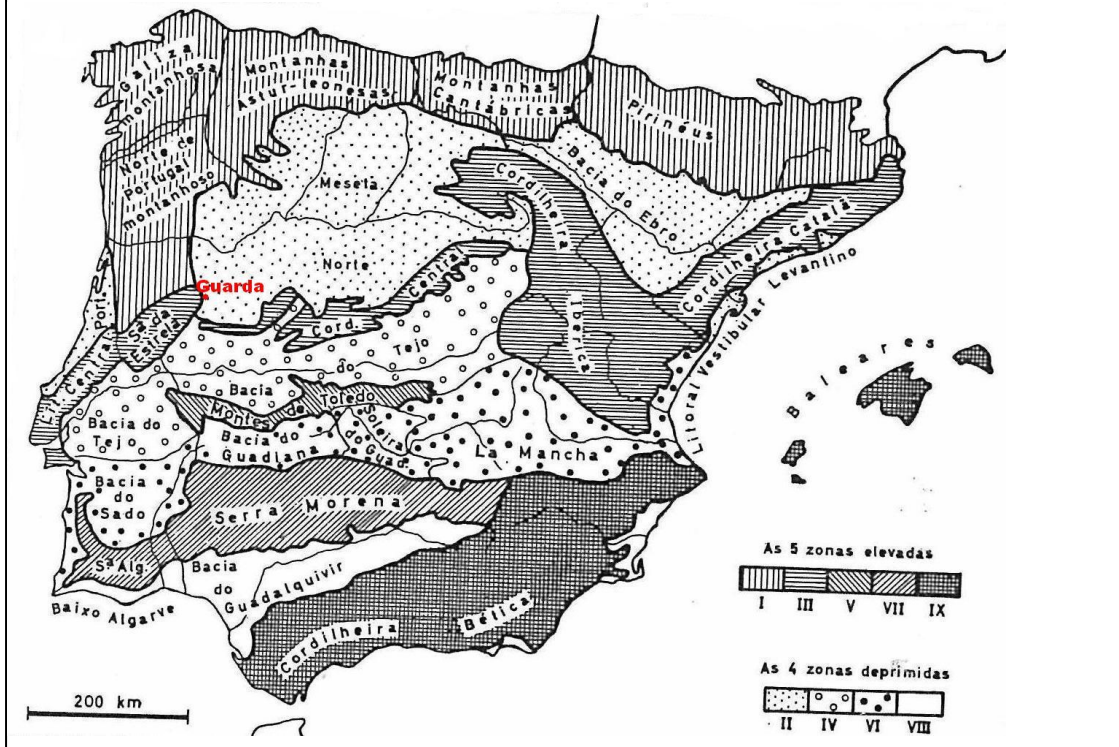 Galiza
montanhosa
Montanhas
Astur-leonesas
Montanhas
Cantábricas
Pirineus
Norte de
Portugal
montanhoso
Meseta
Norte
Cordilheira
Ibérica
Bacia do Ebro
Cordilheira Catalã
Litoral Vestibular Levantino
Guarda
Central
Cord.
Sª da
Estrela
Lit. Centro Port.
Tejo
do
Bacia
Montes de Toledo
Bacia do
Tejo
Bacia do
Guadiana
do Guad.
La Mancha
Baleares
Bacia
do
Sado
Serra Morena
Sª Alg.
Bacia
do
Guadalquivir
Baixo Algarve
Cordilheira
Bética
As 5 zonas elevadas
I III V VII IX
As 4 zonas deprimidas
II IV VI VIII
200 km